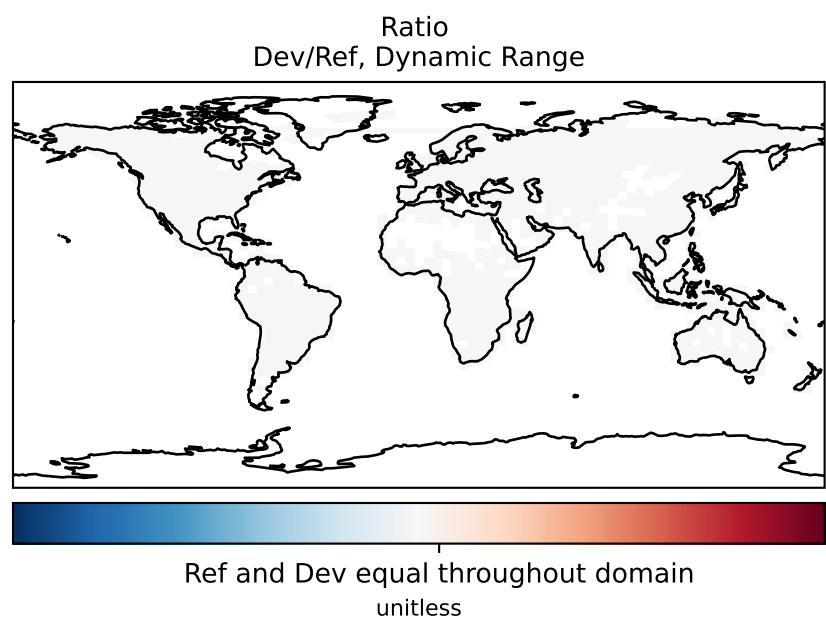 Ratio
Dev/Ref, Dynamic Range
Ref and Dev equal throughout domain
unitless